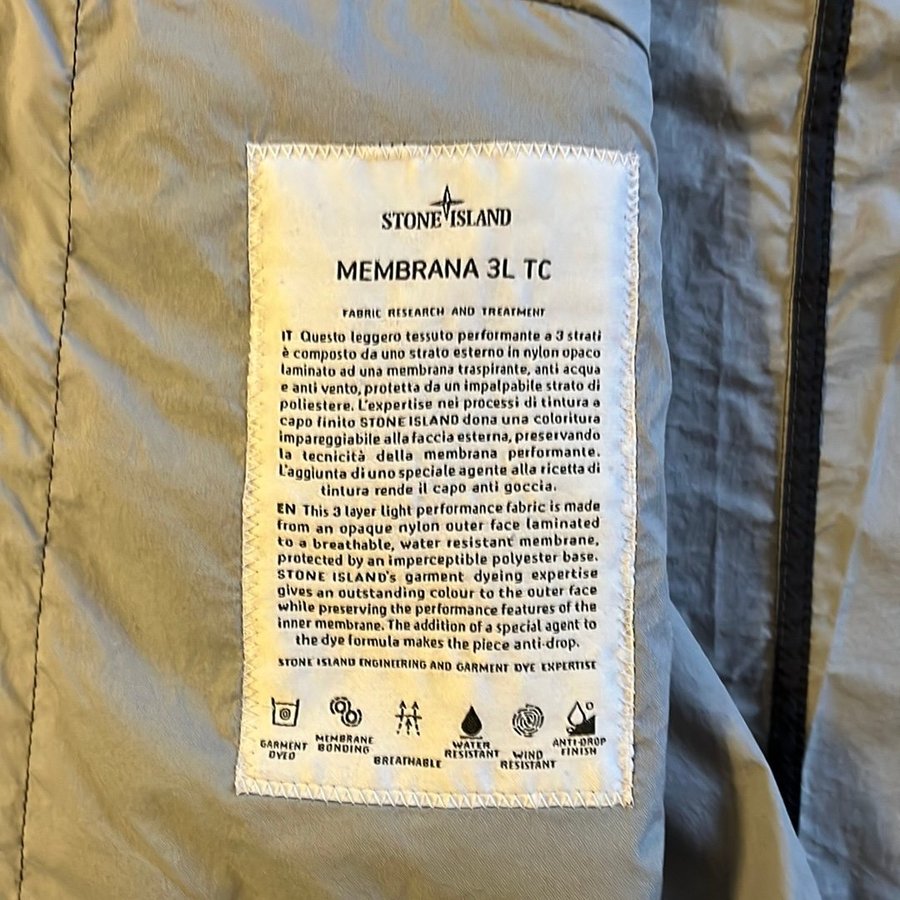 STONE ISLAND
MEMBRANA 3L TC
FABRIC RESEARCH AND TREATMENT
IT Questo leggero tessuto performante a 3 strati
è composto da uno strato esterno in nylon opaco
laminato ad una membrana traspirante, anti acqua
e anti vento, protetta da un impalpabile strato di
poliestere. L'expertise nei processi di tintura a
capo finito STONE ISLAND dona una coloritura
impareggiabile alla faccia esterna, preservando
la tecnicità della membrana performante.
L'aggiunta di uno speciale agente alla ricetta di
tintura rende il capo anti goccia.
EN This 3 layer light performance fabric is made
from an opaque nylon outer face laminated
to a breathable, water resistant membrane,
protected by an imperceptible polyester base.
STONE ISLAND's garment dyeing expertise
gives an outstanding colour to the outer face
while preserving the performance features of the
inner membrane. The addition of a special agent to
the dye formula makes the piece anti-drop.
STONE ISLAND ENGINEERING AND GARMENT DYE EXPERTISE
GARMENT
DYED
MEMBRANE
BONDING
BREATHABLE
WATER
RESISTANT
WIND
RESISTANT
ANTI-DROP
FINISH